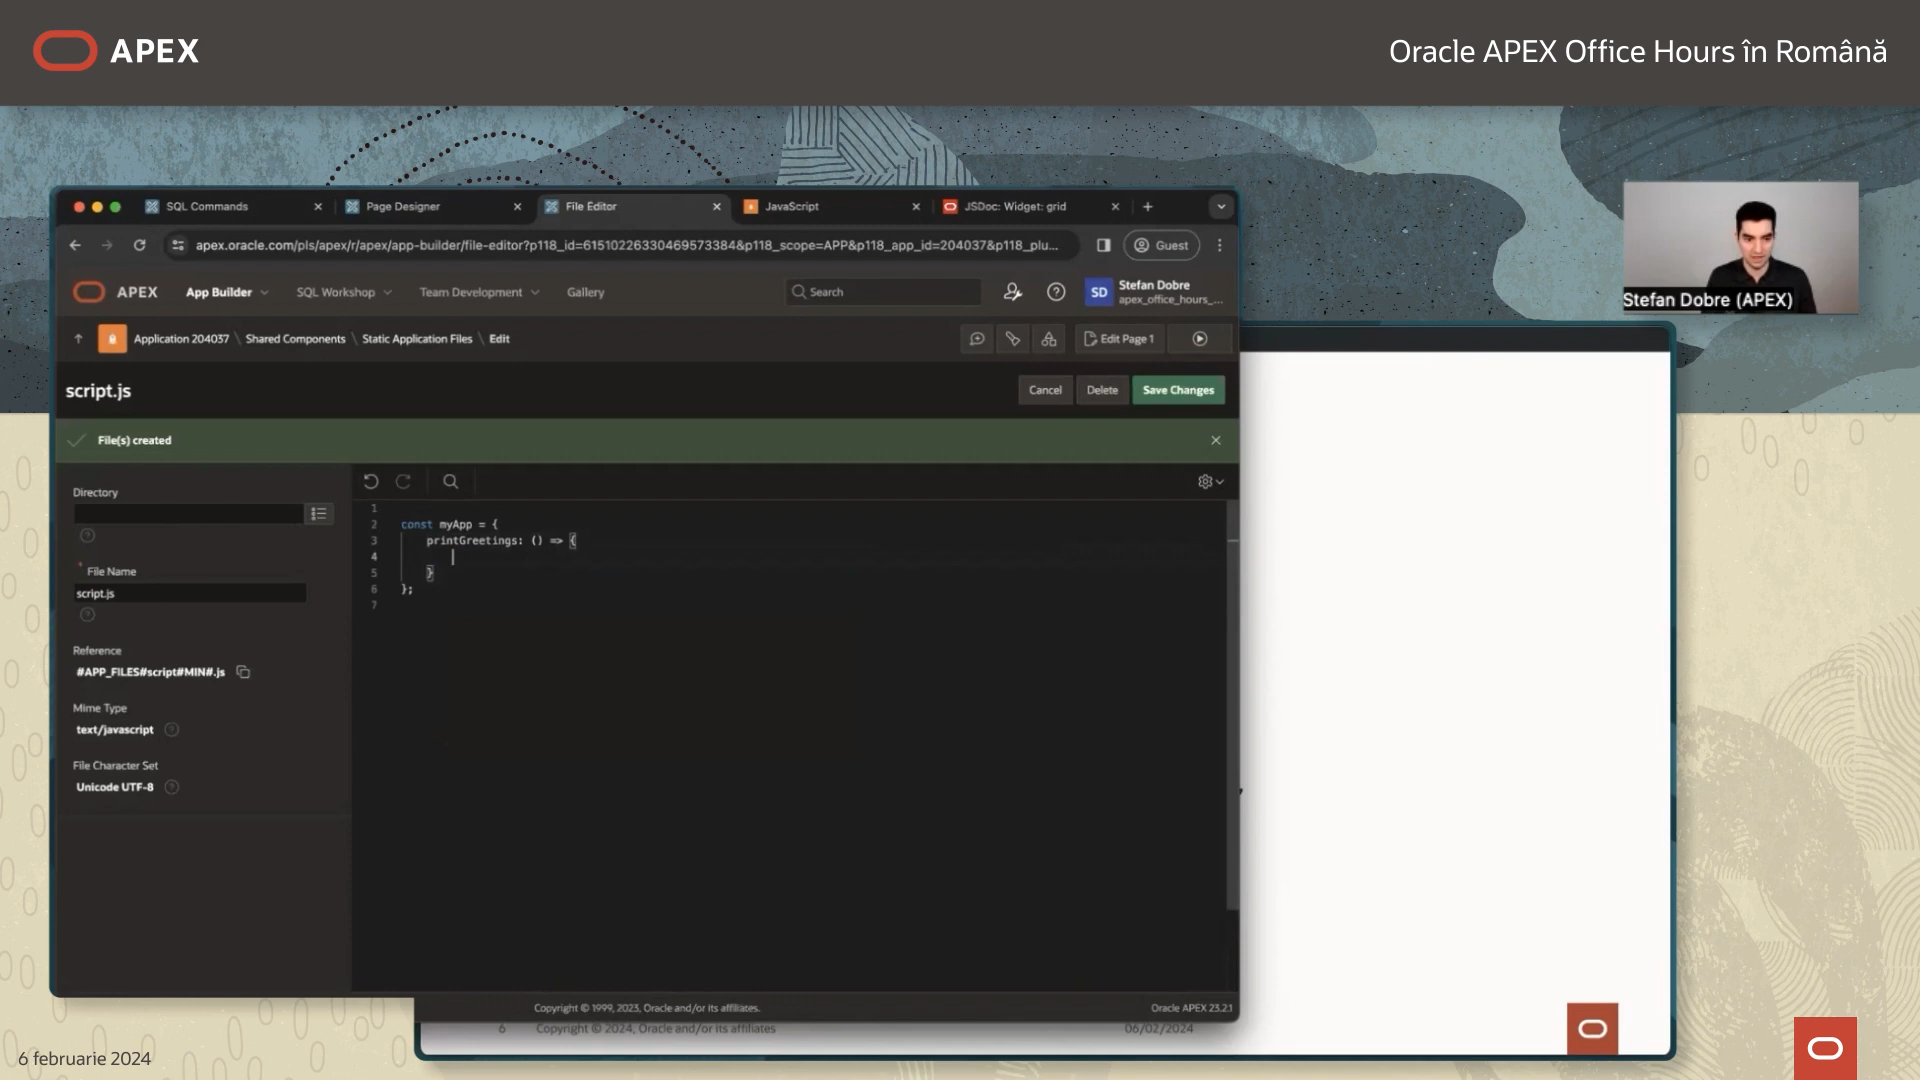 APEX
Oracle APEX Office Hours în Română
SQL Commands
Page Designer
File Editor
JavaScript
JSDoc: Widget: grid
apex.oracle.com/pls/apex/r/apex/app-builder/file-editor?p118_id=61510226330469573384&p118_scope=APP&p118_app_id=204037&p118_plu...
Guest
APEX
App Builder
SQL Workshop
Team Development
Gallery
Search
SD
Stefan Dobre
apex_office_hours_...
Stefan Dobre (APEX)
Application 204037 \ Shared Components \ Static Application Files \ Edit
Edit Page 1
script.js
Cancel
Delete
Save Changes
File(s) created
Directory
* File Name
script.js
Reference
#APP_FILES#script#MIN#.js
Mime Type
text/javascript
File Character Set
Unicode UTF-8
1
2 const myApp = {
3 printGreetings: () => {
4
5 }
6 };
7
Copyright © 1999, 2023, Oracle and/or its affiliates.
Oracle APEX 23.2.1
6 Copyright © 2024, Oracle and/or its affiliates
06/02/2024
6 februarie 2024